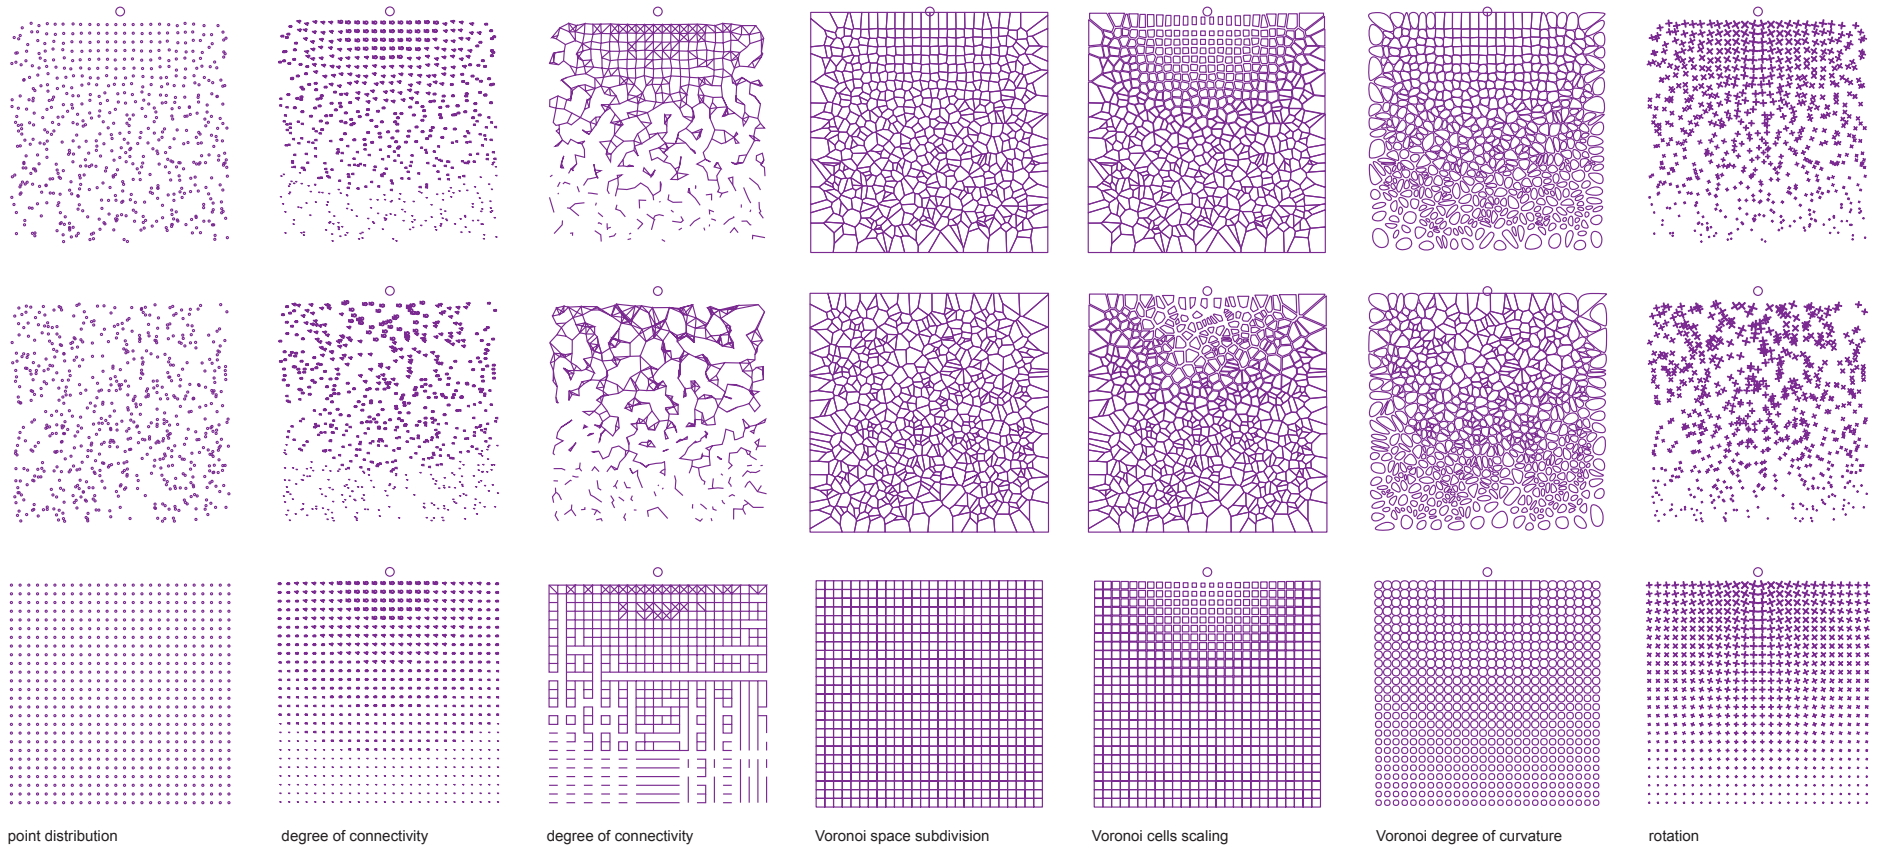 point distribution
degree of connectivity
degree of connectivity
Voronoi space subdivision
Voronoi cells scaling
Voronoi degree of curvature
rotation